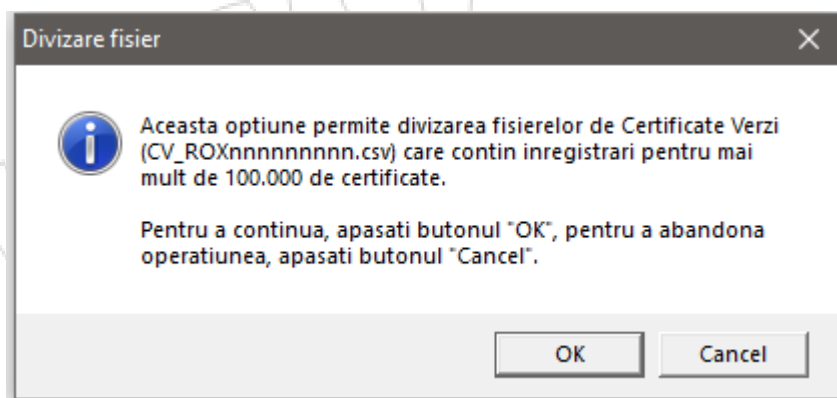 Divizare fisier
Aceasta optiune permite divizarea fisierelor de Certificate Verzi
(CV_ROXnnnnnnnnnn.csv) care contin inregistrari pentru mai
mult de 100.000 de certificate.
Pentru a continua, apasati butonul "OK", pentru a abandona
operatiunea, apasati butonul "Cancel".
OK
Cancel